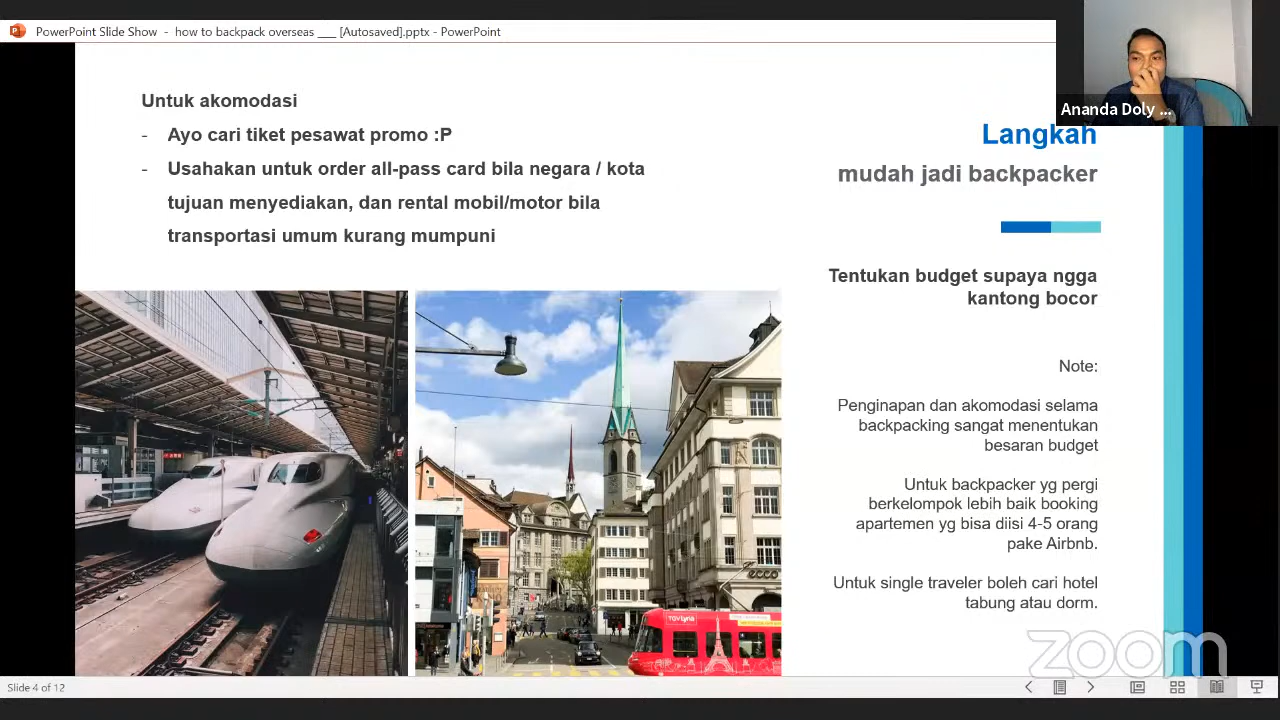 PowerPoint Slide Show - how to backpack overseas ___ [Autosaved].pptx - PowerPoint
Ananda Doly ...
Untuk akomodasi
- Ayo cari tiket pesawat promo :P
- Usahakan untuk order all-pass card bila negara / kota
tujuan menyediakan, dan rental mobil/motor bila
transportasi umum kurang mumpuni
Langkah
mudah jadi backpacker
Tentukan budget supaya ngga
kantong bocor
Note:
Penginapan dan akomodasi selama
backpacking sangat menentukan
besaran budget
Untuk backpacker yg pergi
berkelompok lebih baik booking
apartemen yg bisa diisi 4-5 orang
pake Airbnb.
Untuk single traveler boleh cari hotel
tabung atau dorm.
TGV Lyria
zoom
Slide 4 of 12